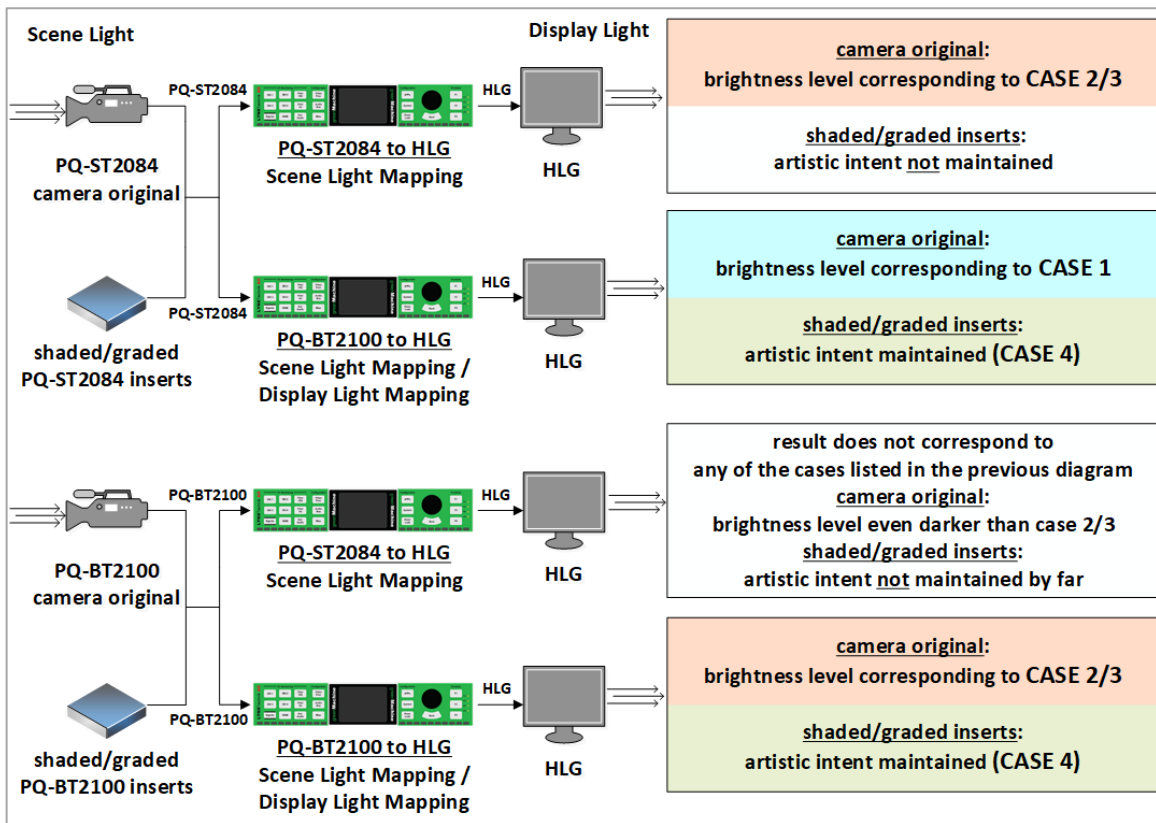 Scene Light
Display Light
PQ-ST2084
HLG
PQ-ST2084
camera original
PQ-ST2084 to HLG
Scene Light Mapping
HLG
camera original:
brightness level corresponding to CASE 2/3
shaded/graded inserts:
artistic intent not maintained
PQ-ST2084
HLG
shaded/graded
PQ-ST2084 inserts
PQ-BT2100 to HLG
Scene Light Mapping /
Display Light Mapping
HLG
camera original:
brightness level corresponding to CASE 1
shaded/graded inserts:
artistic intent maintained (CASE 4)
PQ-BT2100
HLG
PQ-BT2100
camera original
PQ-ST2084 to HLG
Scene Light Mapping
HLG
result does not correspond to
any of the cases listed in the previous diagram
camera original:
brightness level even darker than case 2/3
shaded/graded inserts:
artistic intent not maintained by far
PQ-BT2100
HLG
shaded/graded
PQ-BT2100 inserts
PQ-BT2100 to HLG
Scene Light Mapping /
Display Light Mapping
HLG
camera original:
brightness level corresponding to CASE 2/3
shaded/graded inserts:
artistic intent maintained (CASE 4)